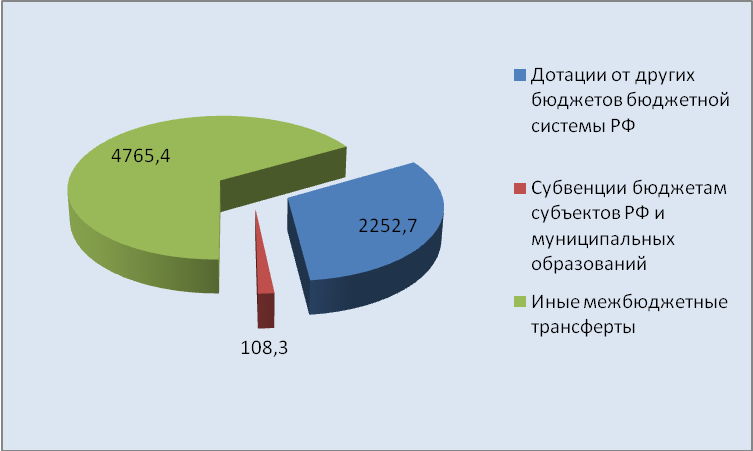 4765,4
2252,7
108,3
Дотации от других
бюджетов бюджетной
системы РФ
Субвенции бюджетам
субъектов РФ и
муниципальных
образований
Иные межбюджетные
трансферты